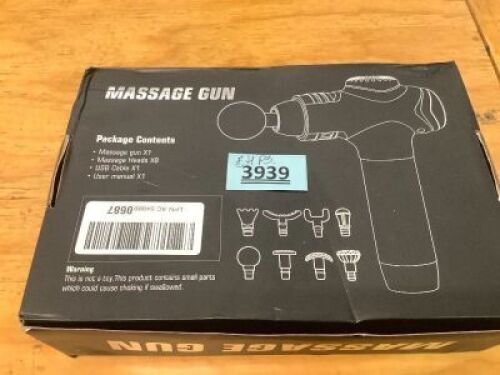 MASSAGE GUN
Package Contents
• Massage gun X1
• Massage Heads X8
• USB Cable X1
• User manual X1
3939
0687
Warning
This is not a toy.This product contains small parts
which could cause choking if swallowed.
MASSAGE GUN